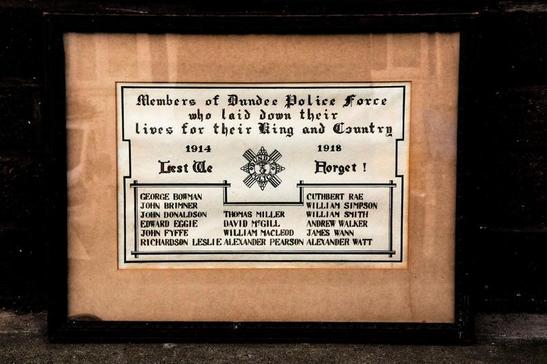 Members of Dundee Police Force
who laid down their
lives for their King and Country
1914 1918
Lest We Forget !
GEORGE BOWMAN CUTHBERT RAE
JOHN BRIMNER WILLIAM SIMPSON
JOHN DONALDSON THOMAS MILLER WILLIAM SMITH
EDWARD EGGIE DAVID McGILL ANDREW WALKER
JOHN FYFFE WILLIAM MACLEOD JAMES WANN
RICHARDSON LESLIE ALEXANDER PEARSON ALEXANDER WATT